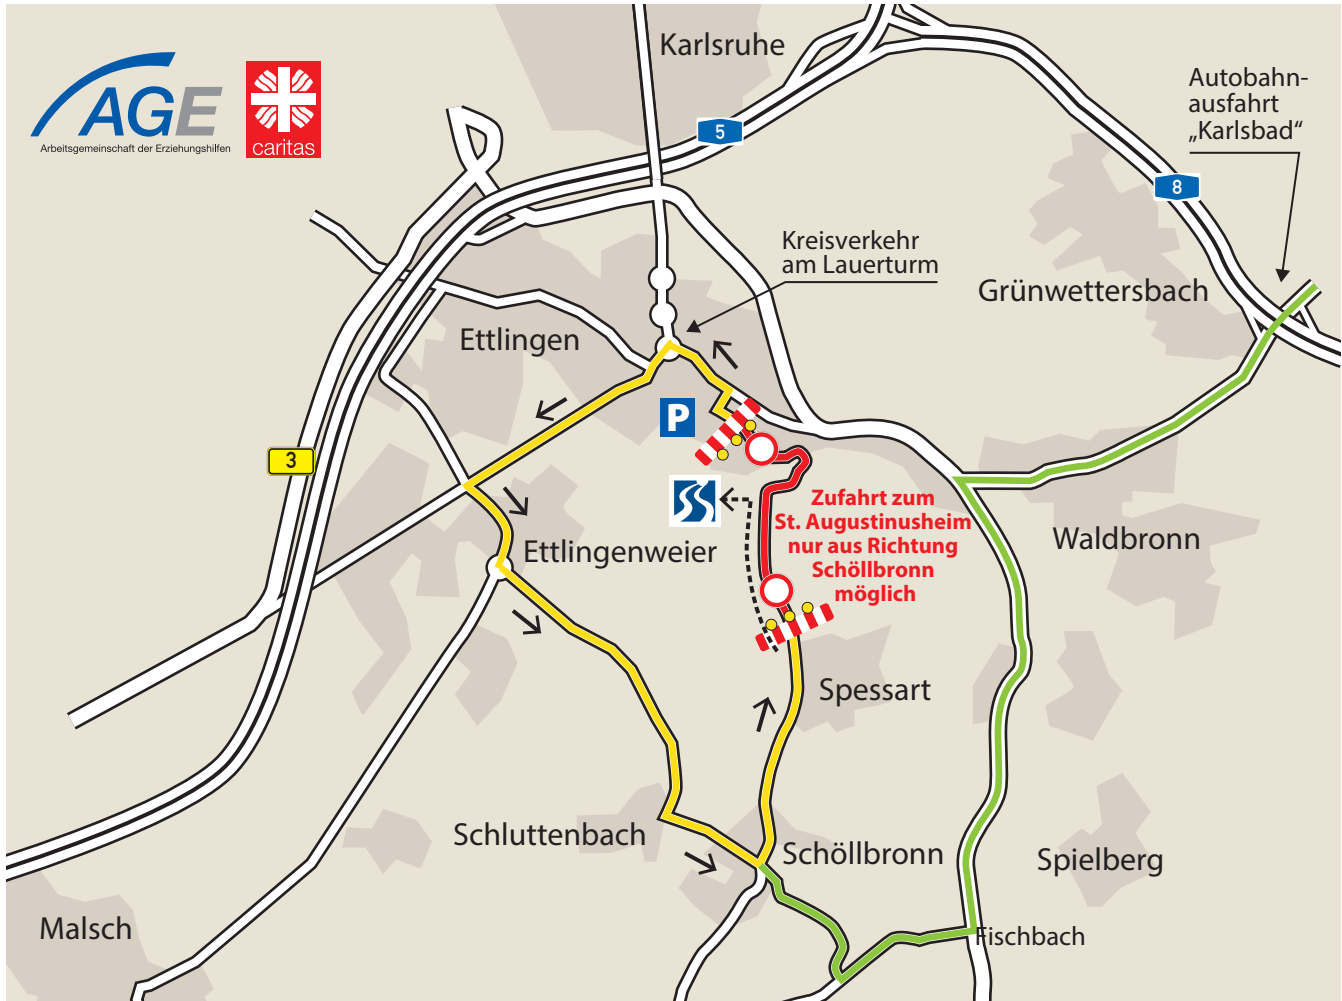 AGE
Arbeitsgemeinschaft der Erziehungshilfen
caritas
Karlsruhe
5
Autobahn-
ausfahrt
„Karlsbad“
8
Kreisverkehr
am Lauerturm
Grünwettersbach
Ettlingen
P
3
Zufahrt zum
St. Augustinusheim
nur aus Richtung
Schöllbronn
möglich
Ettlingenweier
Waldbronn
Spessart
Schluttenbach
Schöllbronn
Spielberg
Malsch
Fischbach